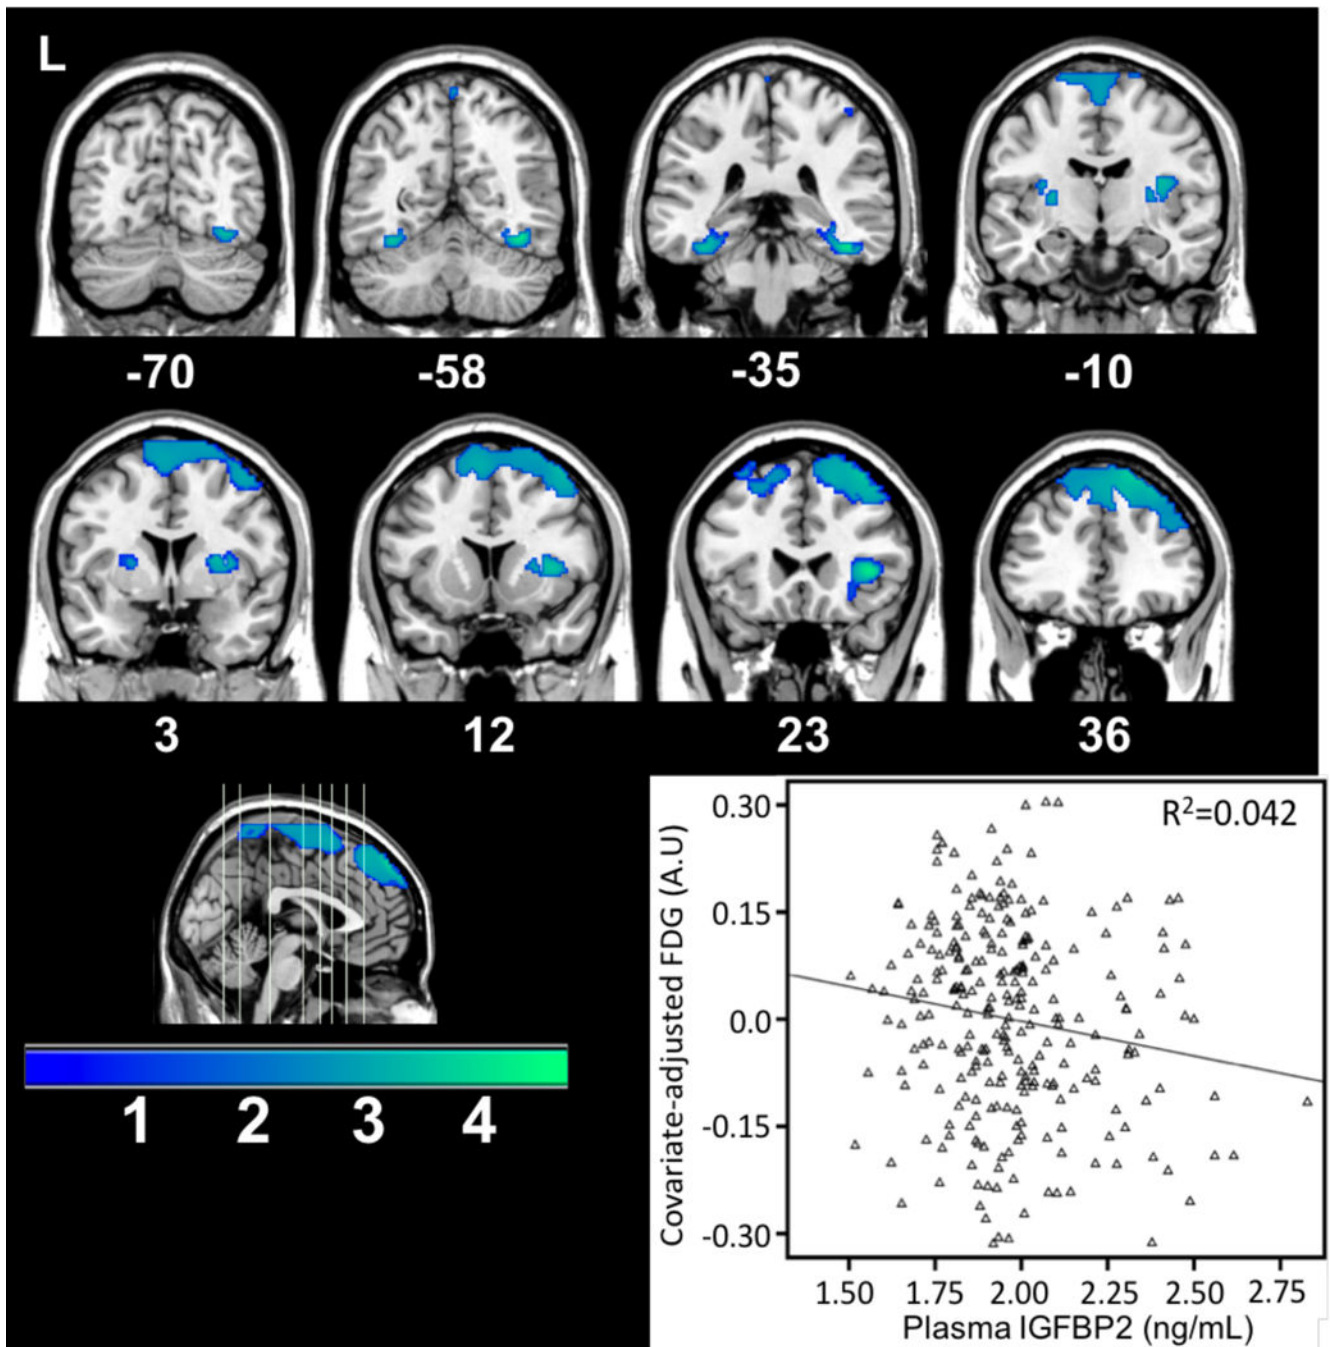 L
-70 -58 -35 -10
3 12 23 36
1 2 3 4
R²=0.042
Covariate-adjusted FDG (A.U)
0.30
0.15
0.0
-0.15
-0.30
1.50 1.75 2.00 2.25 2.50 2.75
Plasma IGFBP2 (ng/mL)